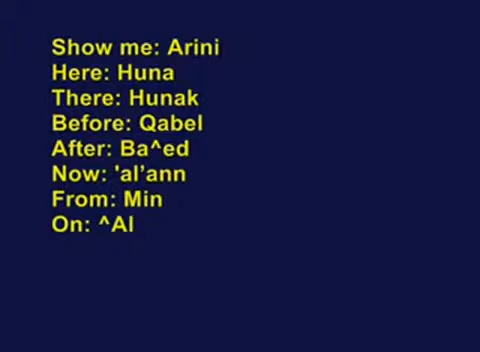 Show me: Arini
Here: Huna
There: Hunak
Before: Qabel
After: Ba^ed
Now: 'al’ann
From: Min
On: ^Al